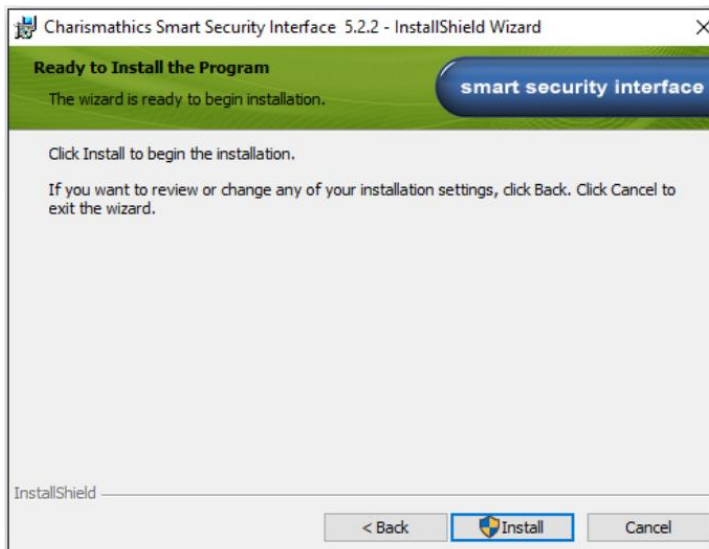 Charismathics Smart Security Interface 5.2.2 - InstallShield Wizard
Ready to Install the Program
The wizard is ready to begin installation.
smart security interface
Click Install to begin the installation.
If you want to review or change any of your installation settings, click Back. Click Cancel to
exit the wizard.
InstallShield
< Back
Install
Cancel